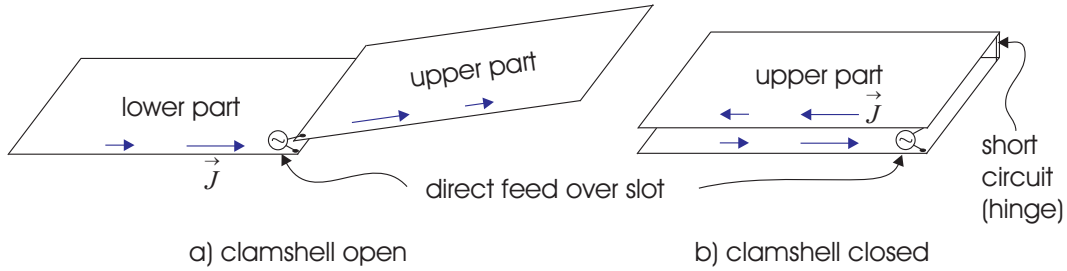 lower part
upper part
J
direct feed over slot
a) clamshell open
upper part
J
short
circuit
(hinge)
b) clamshell closed